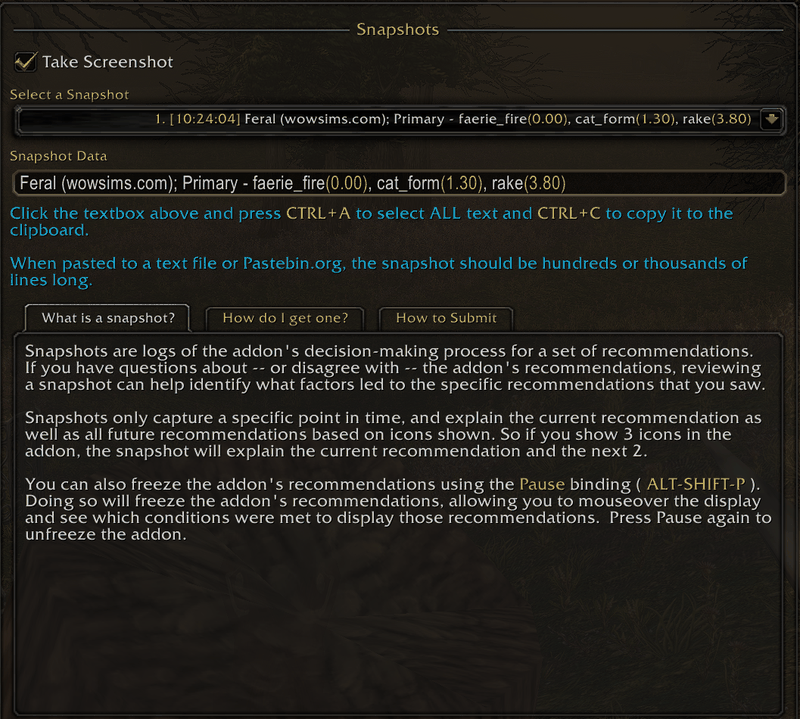 Snapshots
Take Screenshot
Select a Snapshot
1. [10:24:04] Feral (wowsims.com); Primary - faerie_fire(0.00), cat_form(1.30), rake(3.80)
Snapshot Data
Feral (wowsims.com); Primary - faerie_fire(0.00), cat_form(1.30), rake(3.80)
Click the textbox above and press CTRL+A to select ALL text and CTRL+C to copy it to the
clipboard.
When pasted to a text file or Pastebin.org, the snapshot should be hundreds or thousands of
lines long.
What is a snapshot? How do I get one? How to Submit
Snapshots are logs of the addon's decision-making process for a set of recommendations.
If you have questions about -- or disagree with -- the addon's recommendations, reviewing
a snapshot can help identify what factors led to the specific recommendations that you saw.
Snapshots only capture a specific point in time, and explain the current recommendation as
well as all future recommendations based on icons shown. So if you show 3 icons in the
addon, the snapshot will explain the current recommendation and the next 2.
You can also freeze the addon's recommendations using the Pause binding ( ALT-SHIFT-P ).
Doing so will freeze the addon's recommendations, allowing you to mouseover the display
and see which conditions were met to display those recommendations. Press Pause again to
unfreeze the addon.